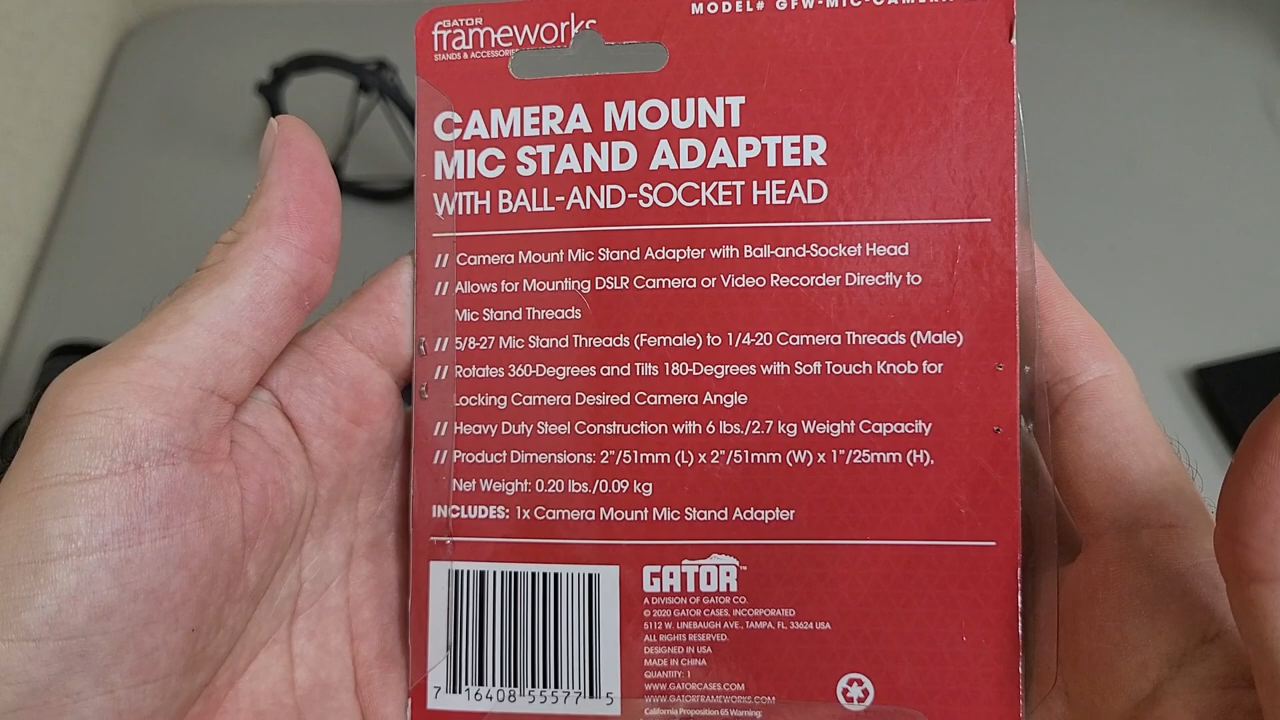 MODEL# GFW-MIC-CAMERA
GATOR
frameworks
STANDS & ACCESSORIES
CAMERA MOUNT
MIC STAND ADAPTER
WITH BALL-AND-SOCKET HEAD
// Camera Mount Mic Stand Adapter with Ball-and-Socket Head
// Allows for Mounting DSLR Camera or Video Recorder Directly to
Mic Stand Threads
// 5/8-27 Mic Stand Threads (Female) to 1/4-20 Camera Threads (Male)
// Rotates 360-Degrees and Tilts 180-Degrees with Soft Touch Knob for
Locking Camera Desired Camera Angle
// Heavy Duty Steel Construction with 6 lbs./2.7 kg Weight Capacity
// Product Dimensions: 2"/51mm (L) x 2"/51mm (W) x 1"/25mm (H),
Net Weight: 0.20 lbs./0.09 kg
INCLUDES: 1x Camera Mount Mic Stand Adapter
7 16408 55577 5
GATOR™
A DIVISION OF GATOR CO.
© 2020 GATOR CASES, INCORPORATED
5112 W. LINEBAUGH AVE., TAMPA, FL, 33624 USA
ALL RIGHTS RESERVED.
DESIGNED IN USA
MADE IN CHINA
QUANTITY: 1
WWW.GATORCASES.COM
WWW.GATORFRAMEWORKS.COM
California Proposition 65 Warning: